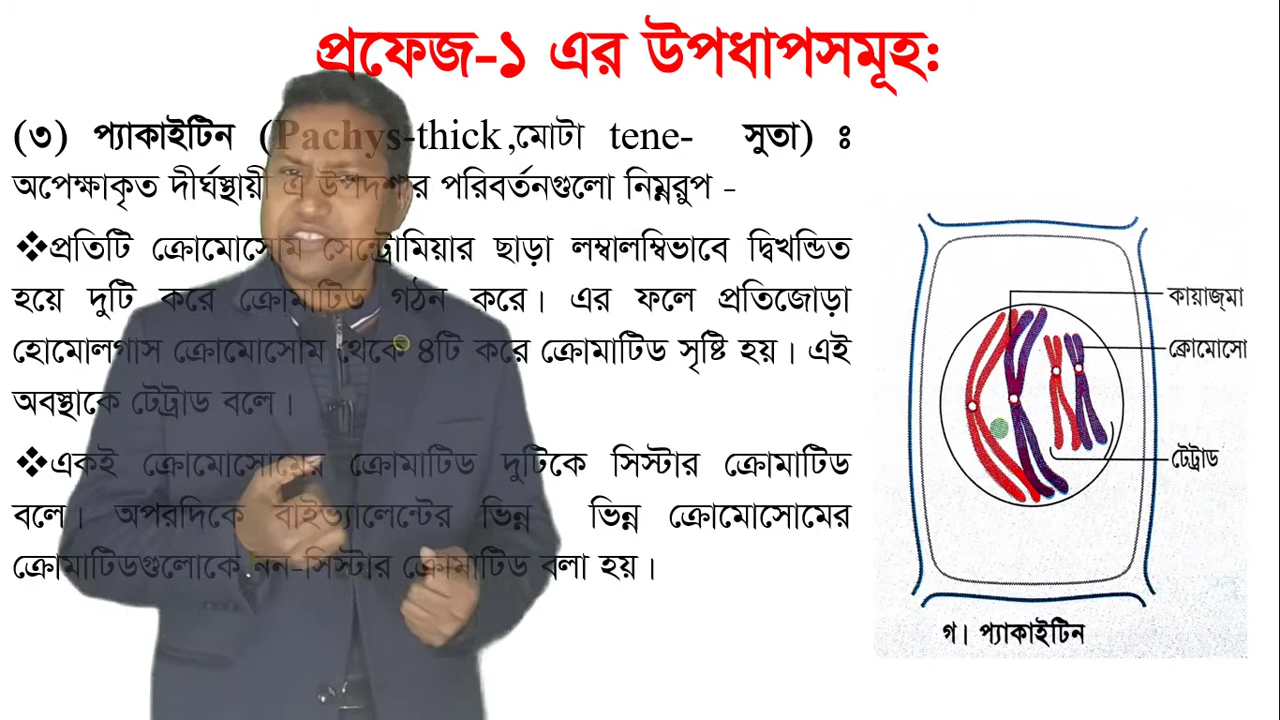 প্রফেজ-১ এর উপধাপসমূহ:
(৩) প্যাকাইটিন (Pachys-thick,মোটা tene- সুতা) ঃ
অপেক্ষাকৃত দীর্ঘস্থায়ী এ উপদশার পরিবর্তনগুলো নিম্নরুপ -
❖প্রতিটি ক্রোমোসোম সেন্ট্রোমিয়ার ছাড়া লম্বালম্বিভাবে দ্বিখন্ডিত
হয়ে দুটি করে ক্রোমাটিড গঠন করে। এর ফলে প্রতিজোড়া
হোমোলগাস ক্রোমোসোম থেকে ৪টি করে ক্রোমাটিড সৃষ্টি হয়। এই
অবস্থাকে টেট্রাড বলে।
❖একই ক্রোমোসোমের ক্রোমাটিড দুটিকে সিস্টার ক্রোমাটিড
বলে। অপরদিকে বাইভ্যালেন্টের ভিন্ন ভিন্ন ক্রোমোসোমের
ক্রোমাটিডগুলোকে নন-সিস্টার ক্রোমাটিড বলা হয়।
কায়াজ্‌মা
ক্রোমোসো
টেট্রাড
গ। প্যাকাইটিন